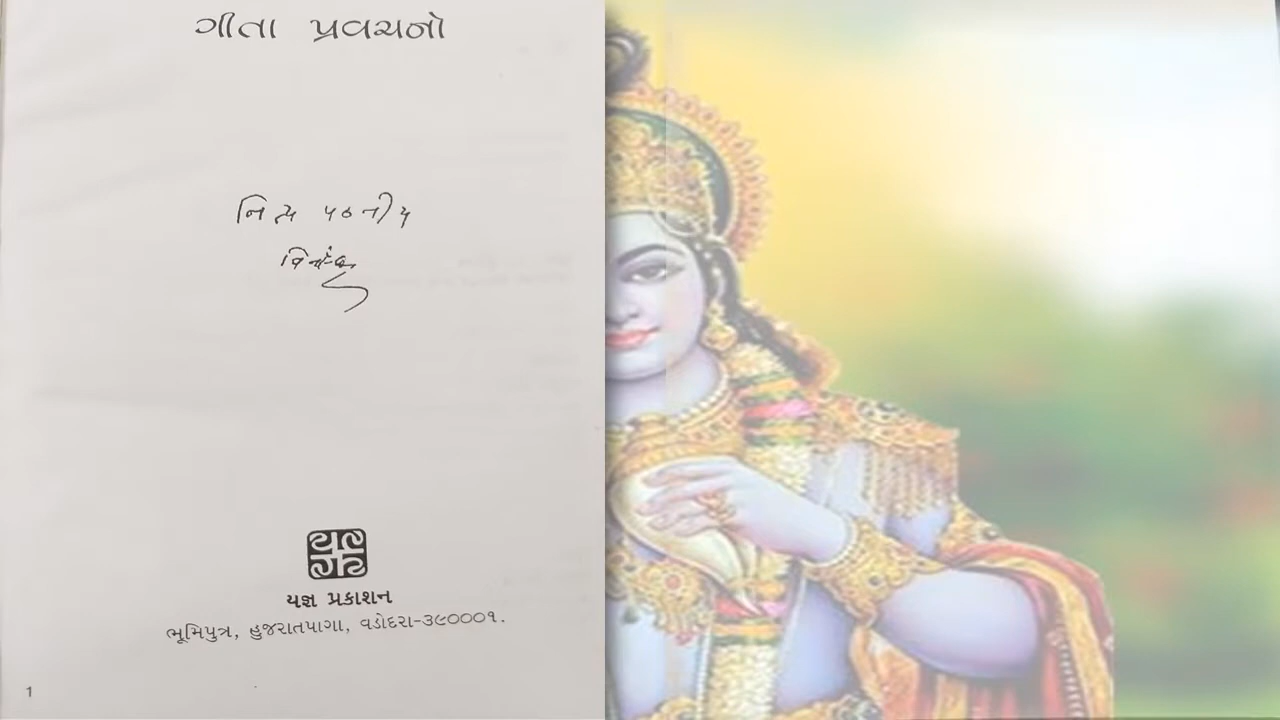 ગીતા પ્રવચનો
નિત્ય પઠનીય
વિનોબા
યજ્ઞ પ્રકાશન
ભૂમિપુત્ર, હુજરાતપાગા, વડોદરા-૩૯૦૦૦૧.
1